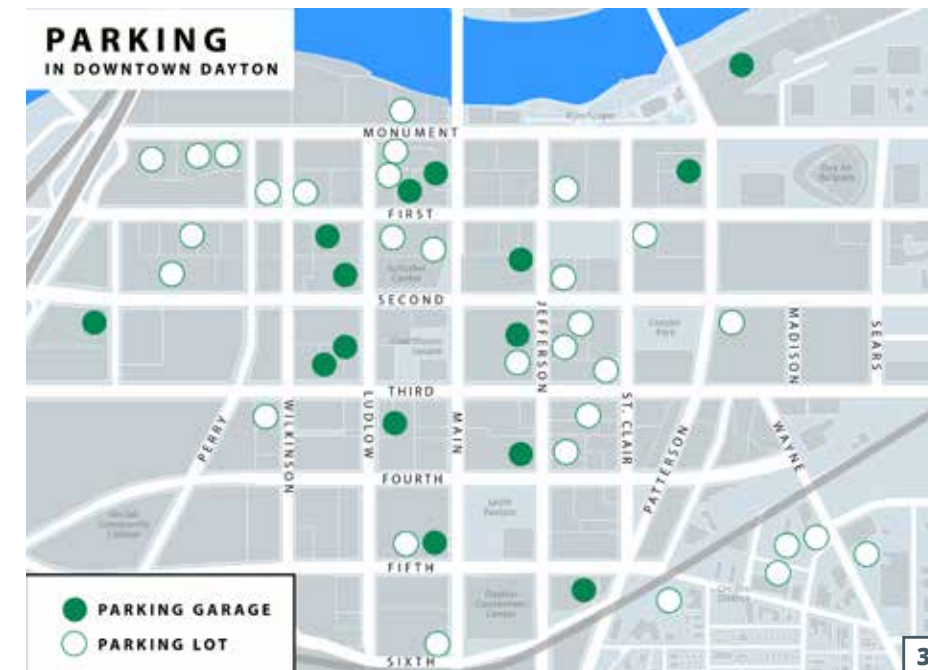 PARKING
IN DOWNTOWN DAYTON
MONUMENT
FIRST
SECOND
JEFFERSON
MADISON
SEARS
THIRD
PERRY
WILKINSON
LUDLOW
MAIN
ST. CLAIR
PATTERSON
WAYNE
FOURTH
FIFTH
PARKING GARAGE
PARKING LOT
SIXTH
3